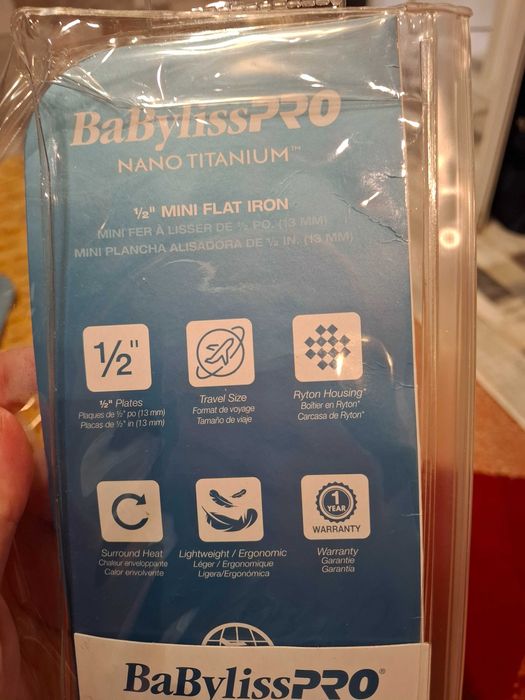 BaBylissPRO
NANO TITANIUM™
½" MINI FLAT IRON
MINI FER À LISSER DE ½ PO. (13 MM)
MINI PLANCHA ALISADORA DE ½ IN. (13 MM)
½"
½" Plates
Plaques de ½" po (13 mm)
Placas de ½" in (13 mm)
Travel Size
Format de voyage
Tamaño de viaje
Ryton Housing*
Boîtier en Ryton*
Carcasa de Ryton*
Surround Heat
Chaleur enveloppante
Calor envolvente
Lightweight / Ergonomic
Léger / Ergonomique
Ligera/Ergonómica
1
YEAR
WARRANTY
Warranty
Garantie
Garantía
BaBylissPRO®